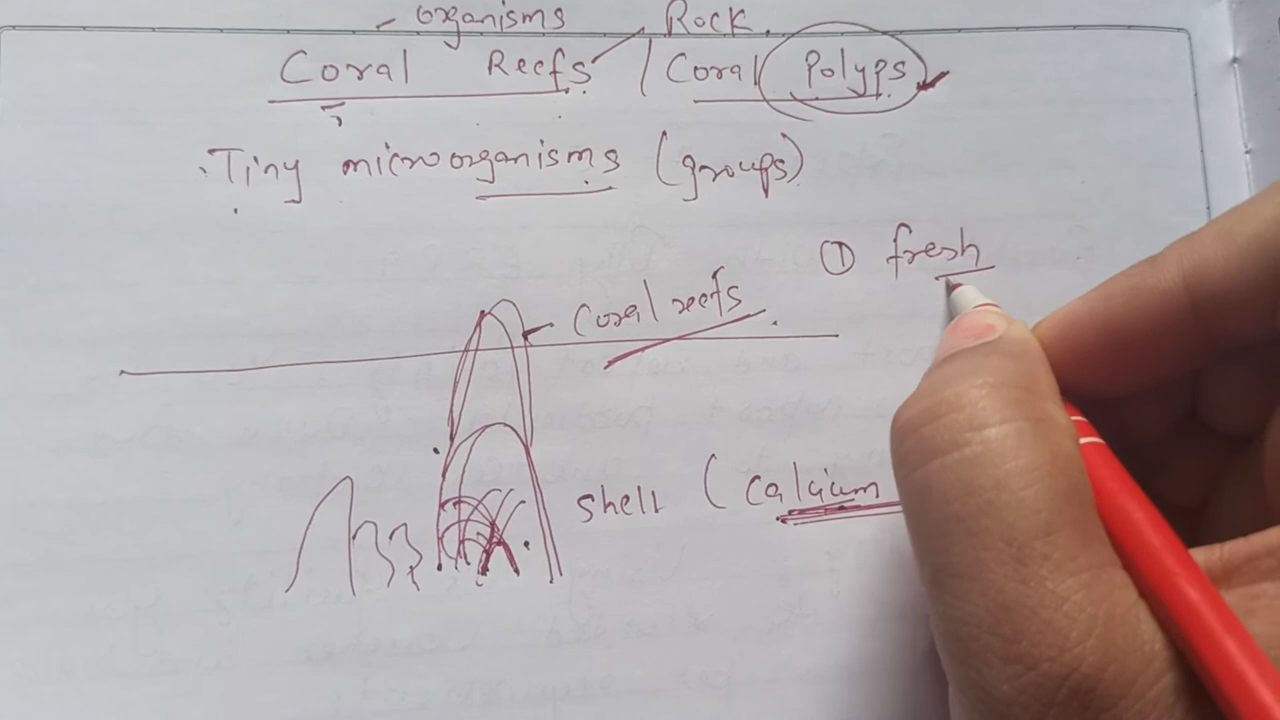 - organisms Rock
Coral Reefs / Coral Polyps
Tiny microorganisms (groups)
① fresh
Coral reefs
shell (calcium